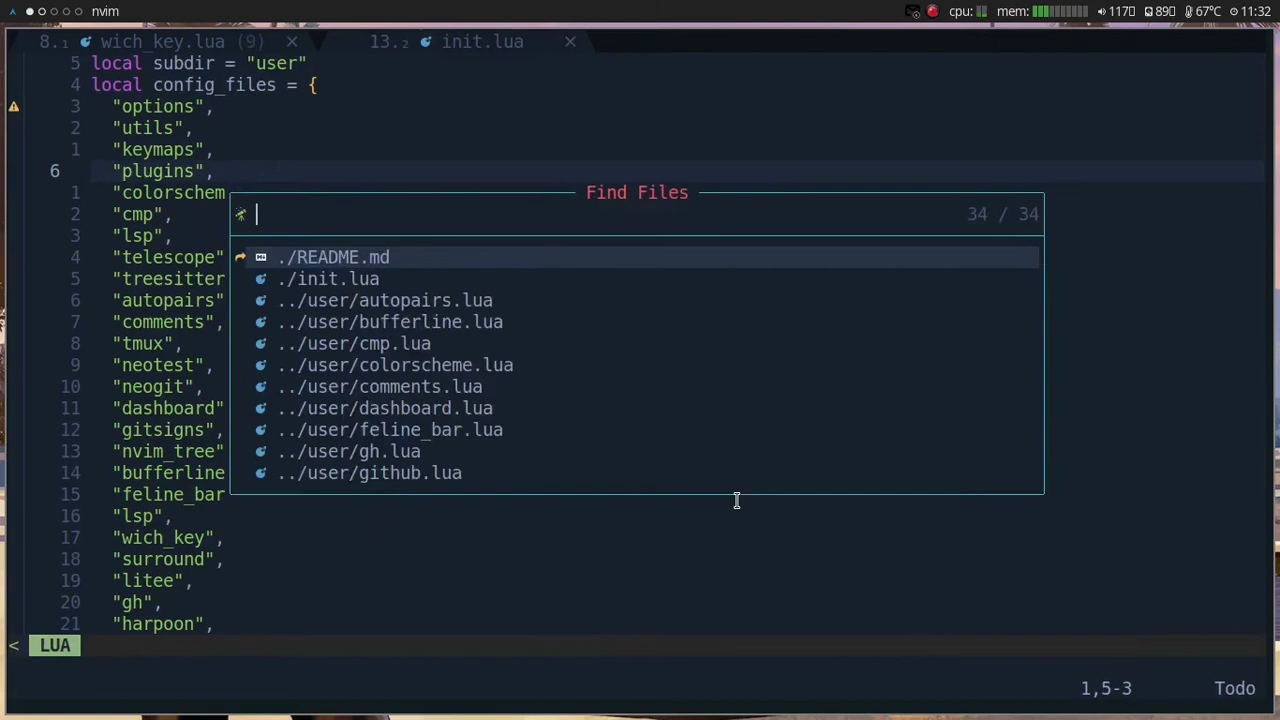 nvim cpu: mem: 117 89 67°C 11:32
8.₁ wich_key.lua (9) 13.₂ init.lua
5 local subdir = "user"
4 local config_files = {
3 "options",
2 "utils",
1 "keymaps",
6 "plugins",
1 "colorschem
2 "cmp",
3 "lsp",
4 "telescope"
5 "treesitter
6 "autopairs"
7 "comments",
8 "tmux",
9 "neotest",
10 "neogit",
11 "dashboard"
12 "gitsigns",
13 "nvim_tree"
14 "bufferline
15 "feline_bar
16 "lsp",
17 "wich_key",
18 "surround",
19 "litee",
20 "gh",
21 "harpoon",
Find Files
34 / 34
./README.md
./init.lua
../user/autopairs.lua
../user/bufferline.lua
../user/cmp.lua
../user/colorscheme.lua
../user/comments.lua
../user/dashboard.lua
../user/feline_bar.lua
../user/gh.lua
../user/github.lua
< LUA
1,5-3 Todo